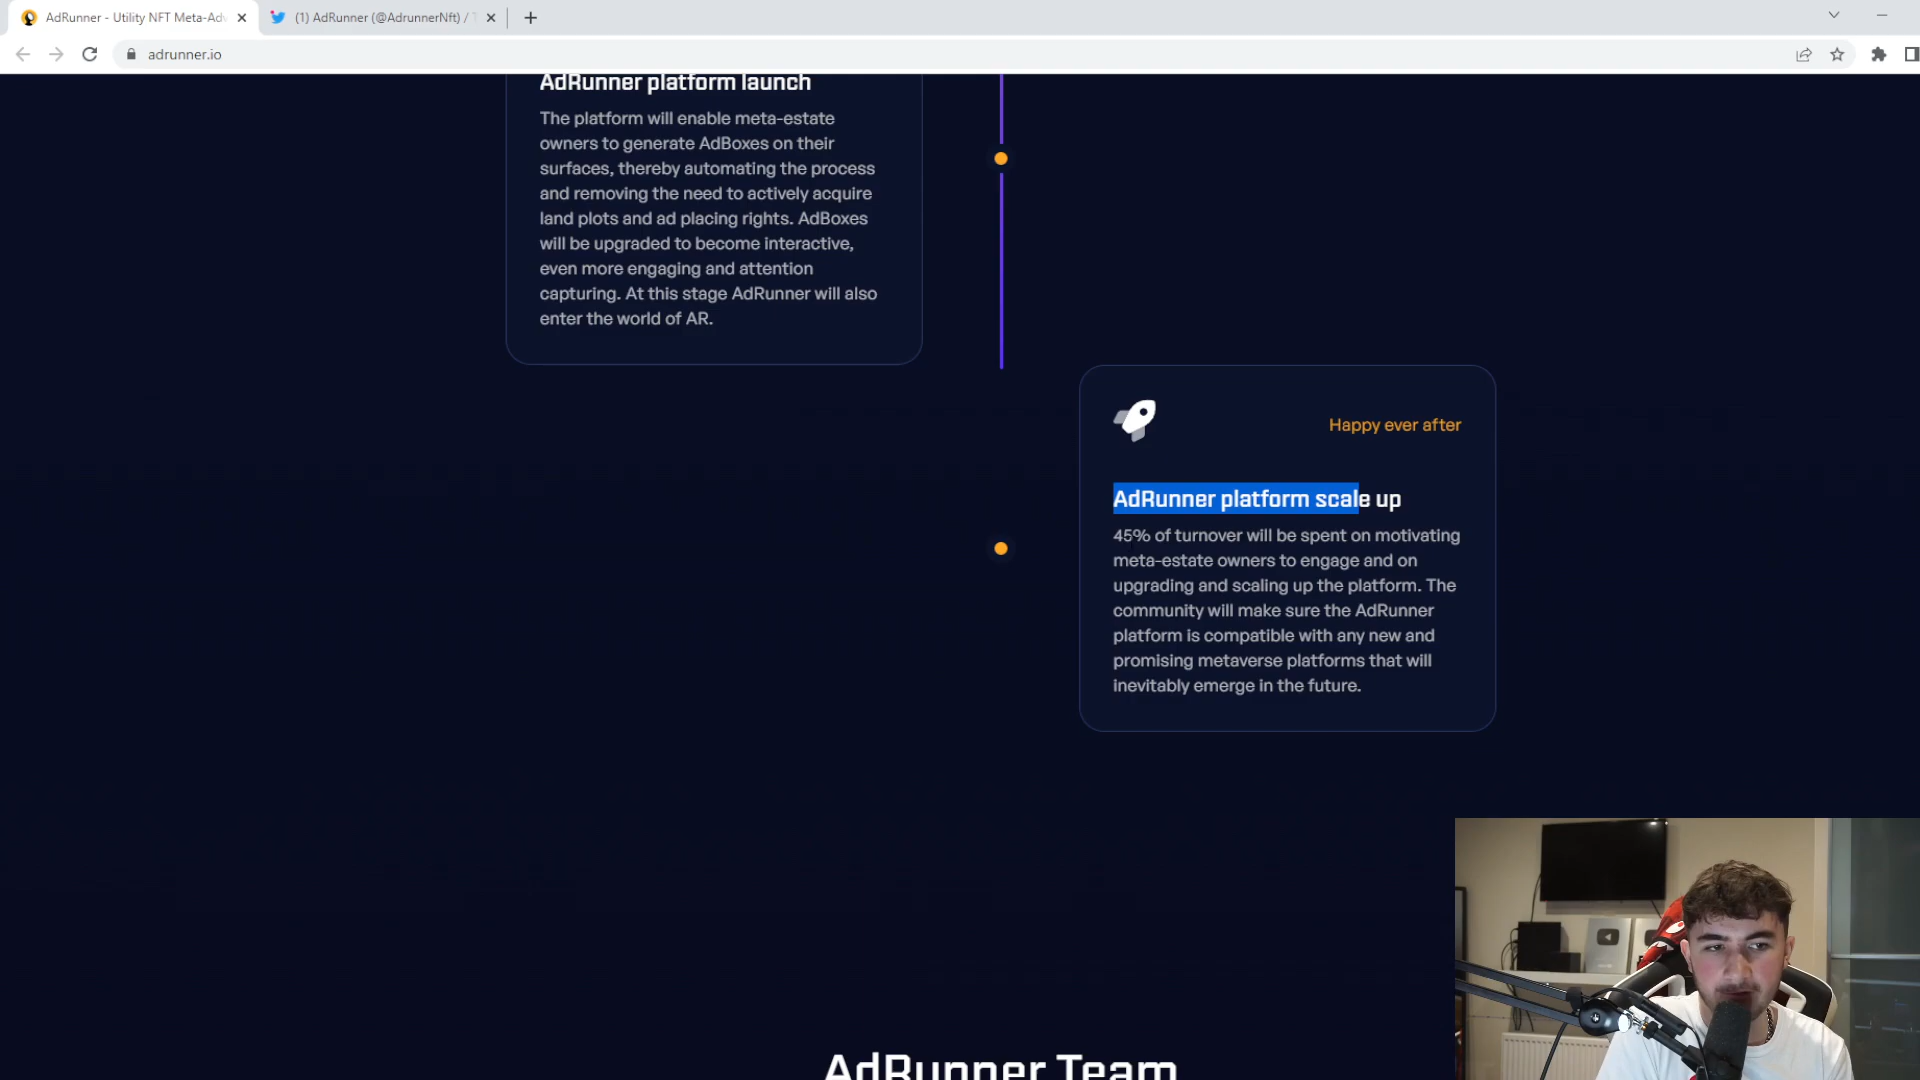 AdRunner - Utility NFT Meta-Adv
(1) AdRunner (@AdrunnerNft) / T
adrunner.io
AdRunner platform launch
The platform will enable meta-estate
owners to generate AdBoxes on their
surfaces, thereby automating the process
and removing the need to actively acquire
land plots and ad placing rights. AdBoxes
will be upgraded to become interactive,
even more engaging and attention
capturing. At this stage AdRunner will also
enter the world of AR.
Happy ever after
AdRunner platform scale up
45% of turnover will be spent on motivating
meta-estate owners to engage and on
upgrading and scaling up the platform. The
community will make sure the AdRunner
platform is compatible with any new and
promising metaverse platforms that will
inevitably emerge in the future.
AdRunner Team